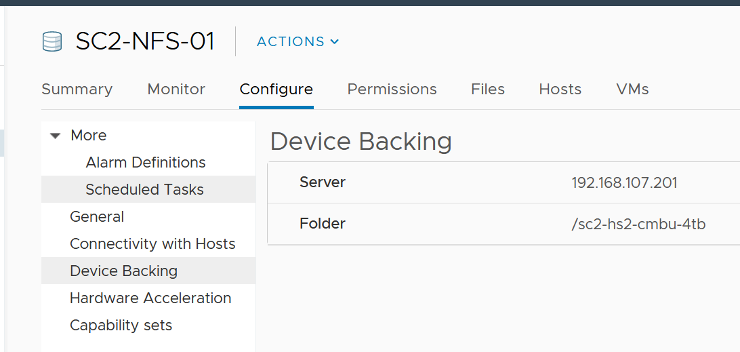 SC2-NFS-01
ACTIONS
Summary Monitor Configure Permissions Files Hosts VMs
More
Alarm Definitions
Scheduled Tasks
General
Connectivity with Hosts
Device Backing
Hardware Acceleration
Capability sets
Device Backing
Server 192.168.107.201
Folder /sc2-hs2-cmbu-4tb